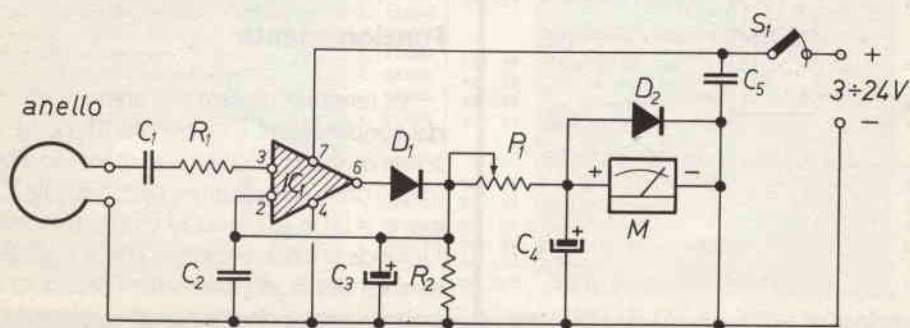 S1
+
3÷24V
−
C5
D2
anello
C1
R1
3
7
IC1
6
2
4
D1
P1
+
−
M
C2
C3
+
R2
C4
+